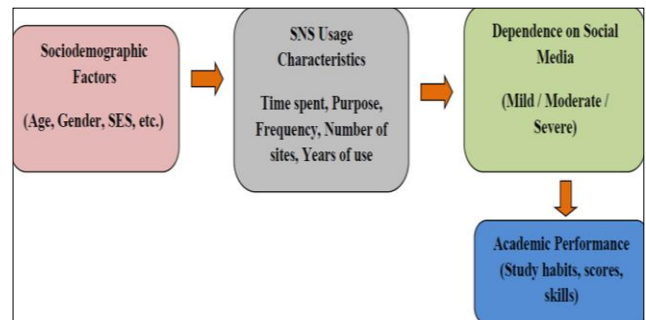 Sociodemographic
Factors
(Age, Gender, SES, etc.)
SNS Usage
Characteristics
Time spent, Purpose,
Frequency, Number of
sites, Years of use
Dependence on Social
Media
(Mild / Moderate /
Severe)
Academic Performance
(Study habits, scores,
skills)